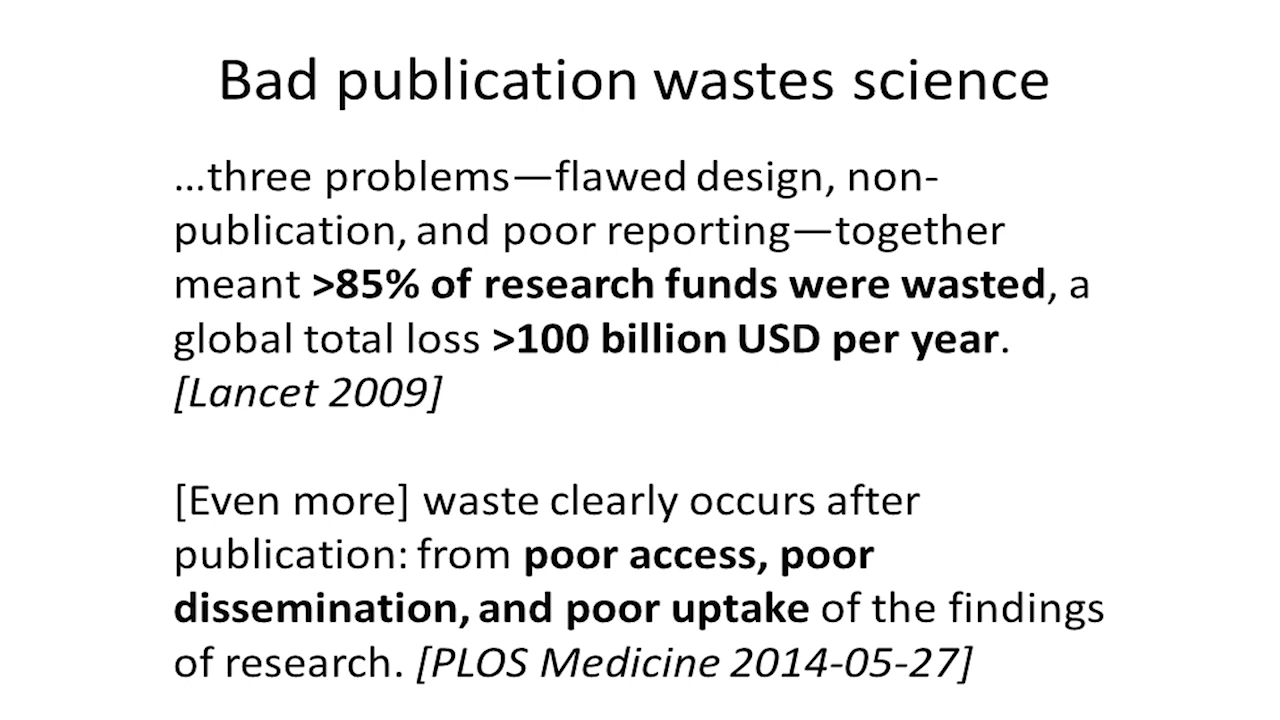 Bad publication wastes science
...three problems—flawed design, non-
publication, and poor reporting—together
meant >85% of research funds were wasted, a
global total loss >100 billion USD per year.
[Lancet 2009]
[Even more] waste clearly occurs after
publication: from poor access, poor
dissemination, and poor uptake of the findings
of research. [PLOS Medicine 2014-05-27]